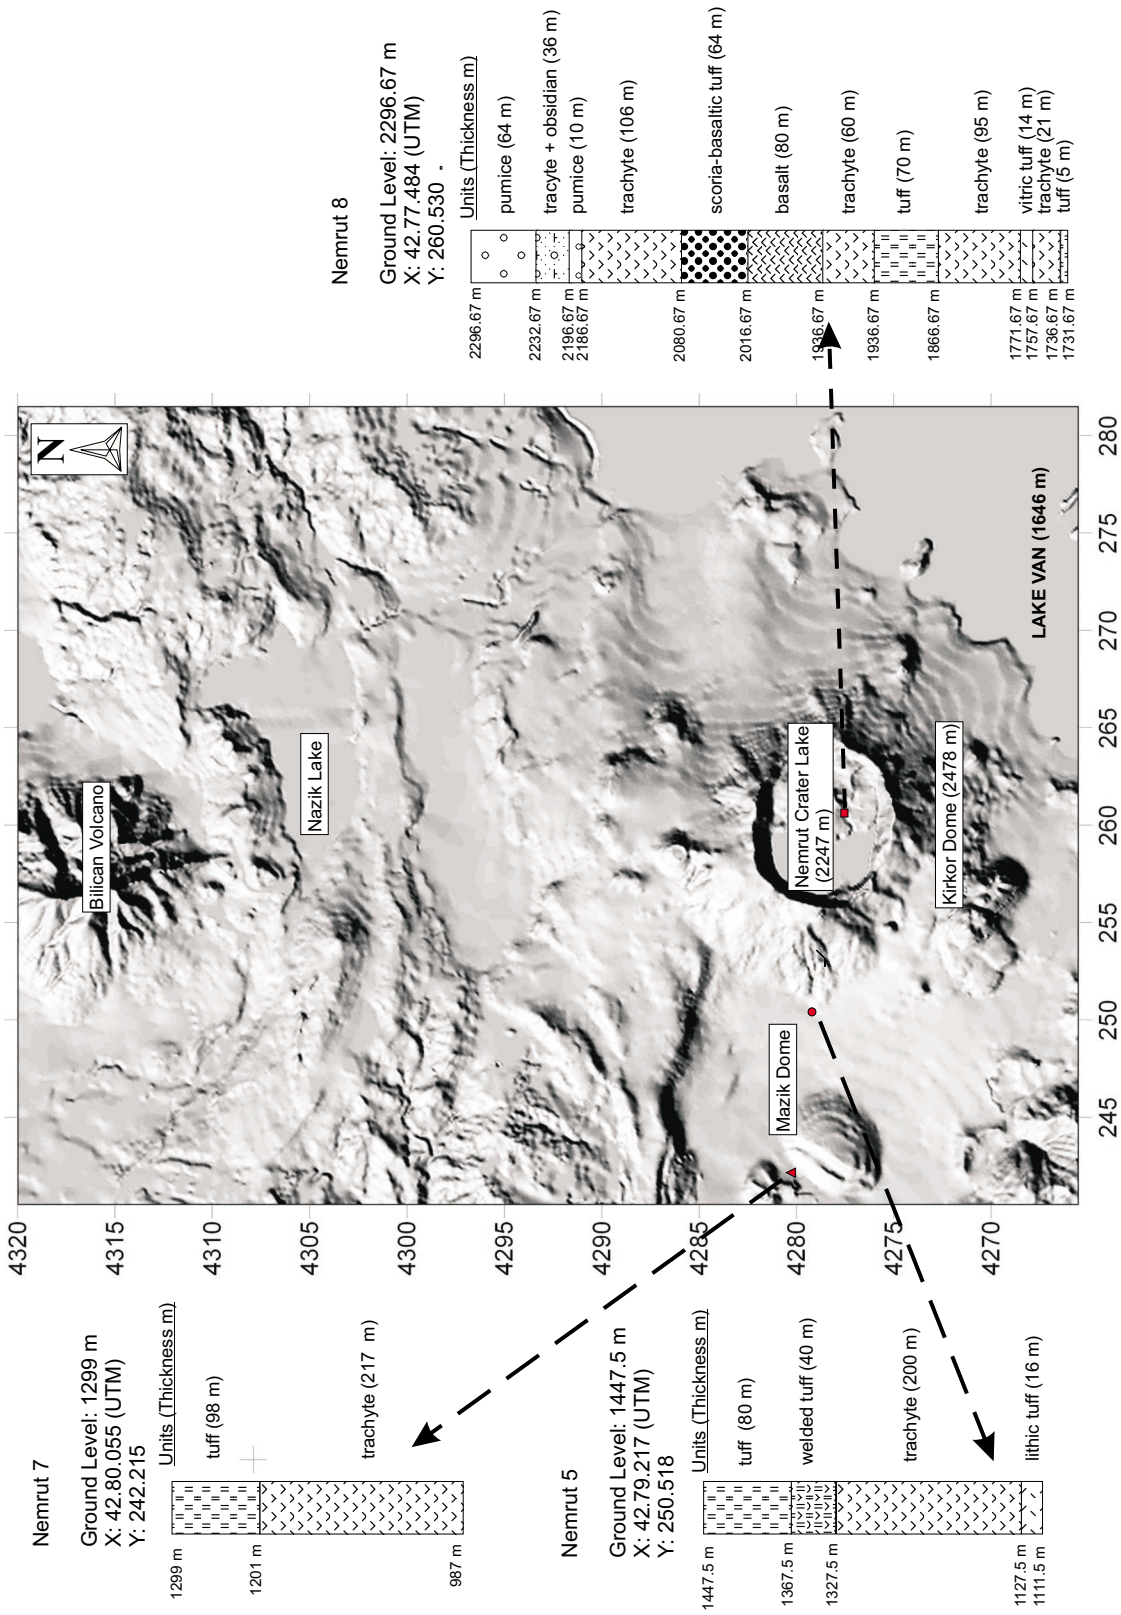 Nemrut 7
Ground Level: 1299 m
X: 42.80.055 (UTM)
Y: 242.215
Units (Thickness m)
tuff (98 m)
trachyte (217 m)
1299 m
1201 m
987 m
Nemrut 5
Ground Level: 1447.5 m
X: 42.79.217 (UTM)
Y: 250.518
Units (Thickness m)
tuff (80 m)
welded tuff (40 m)
trachyte (200 m)
lithic tuff (16 m)
1447.5 m
1367.5 m
1327.5 m
1127.5 m
1111.5 m
4320
4315
4310
4305
4300
4295
4290
4285
4280
4275
4270
245
250
255
260
265
270
275
280
N
Bilican Volcano
Nazik Lake
Nemrut Crater Lake
(2247 m)
Kirkor Dome (2478 m)
Mazik Dome
LAKE VAN (1646 m)
Nemrut 8
Ground Level: 2296.67 m
X: 42.77.484 (UTM)
Y: 260.530 .
Units (Thickness m)
pumice (64 m)
tracyte + obsidian (36 m)
pumice (10 m)
trachyte (106 m)
scoria-basaltic tuff (64 m)
basalt (80 m)
trachyte (60 m)
tuff (70 m)
trachyte (95 m)
vitric tuff (14 m)
trachyte (21 m)
tuff (5 m)
2296.67 m
2232.67 m
2196.67 m
2186.67 m
2080.67 m
2016.67 m
1936.67 m
1936.67 m
1866.67 m
1771.67 m
1757.67 m
1736.67 m
1731.67 m